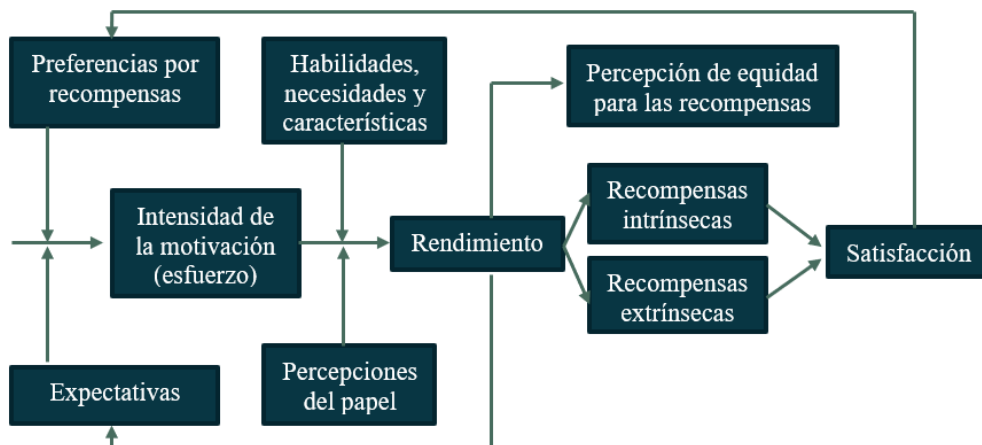 Preferencias por
recompensas
Habilidades,
necesidades y
características
Percepción de equidad
para las recompensas
Intensidad de
la motivación
(esfuerzo)
Rendimiento
Recompensas
intrínsecas
Recompensas
extrínsecas
Satisfacción
Expectativas
Percepciones
del papel